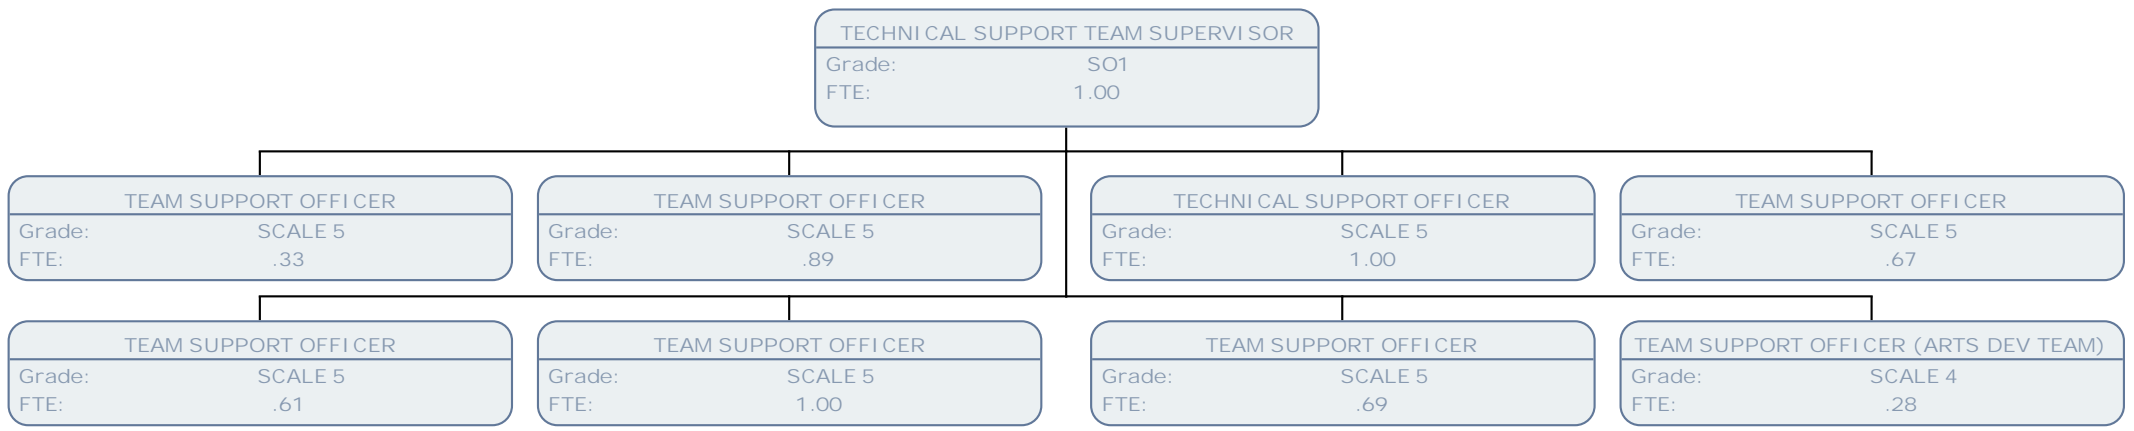 TECHNICAL SUPPORT TEAM SUPERVISOR
Grade: SO1
FTE: 1.00
TEAM SUPPORT OFFICER
Grade: SCALE 5
FTE: .33
TEAM SUPPORT OFFICER
Grade: SCALE 5
FTE: .89
TECHNICAL SUPPORT OFFICER
Grade: SCALE 5
FTE: 1.00
TEAM SUPPORT OFFICER
Grade: SCALE 5
FTE: .67
TEAM SUPPORT OFFICER
Grade: SCALE 5
FTE: .61
TEAM SUPPORT OFFICER
Grade: SCALE 5
FTE: 1.00
TEAM SUPPORT OFFICER
Grade: SCALE 5
FTE: .69
TEAM SUPPORT OFFICER (ARTS DEV TEAM)
Grade: SCALE 4
FTE: .28